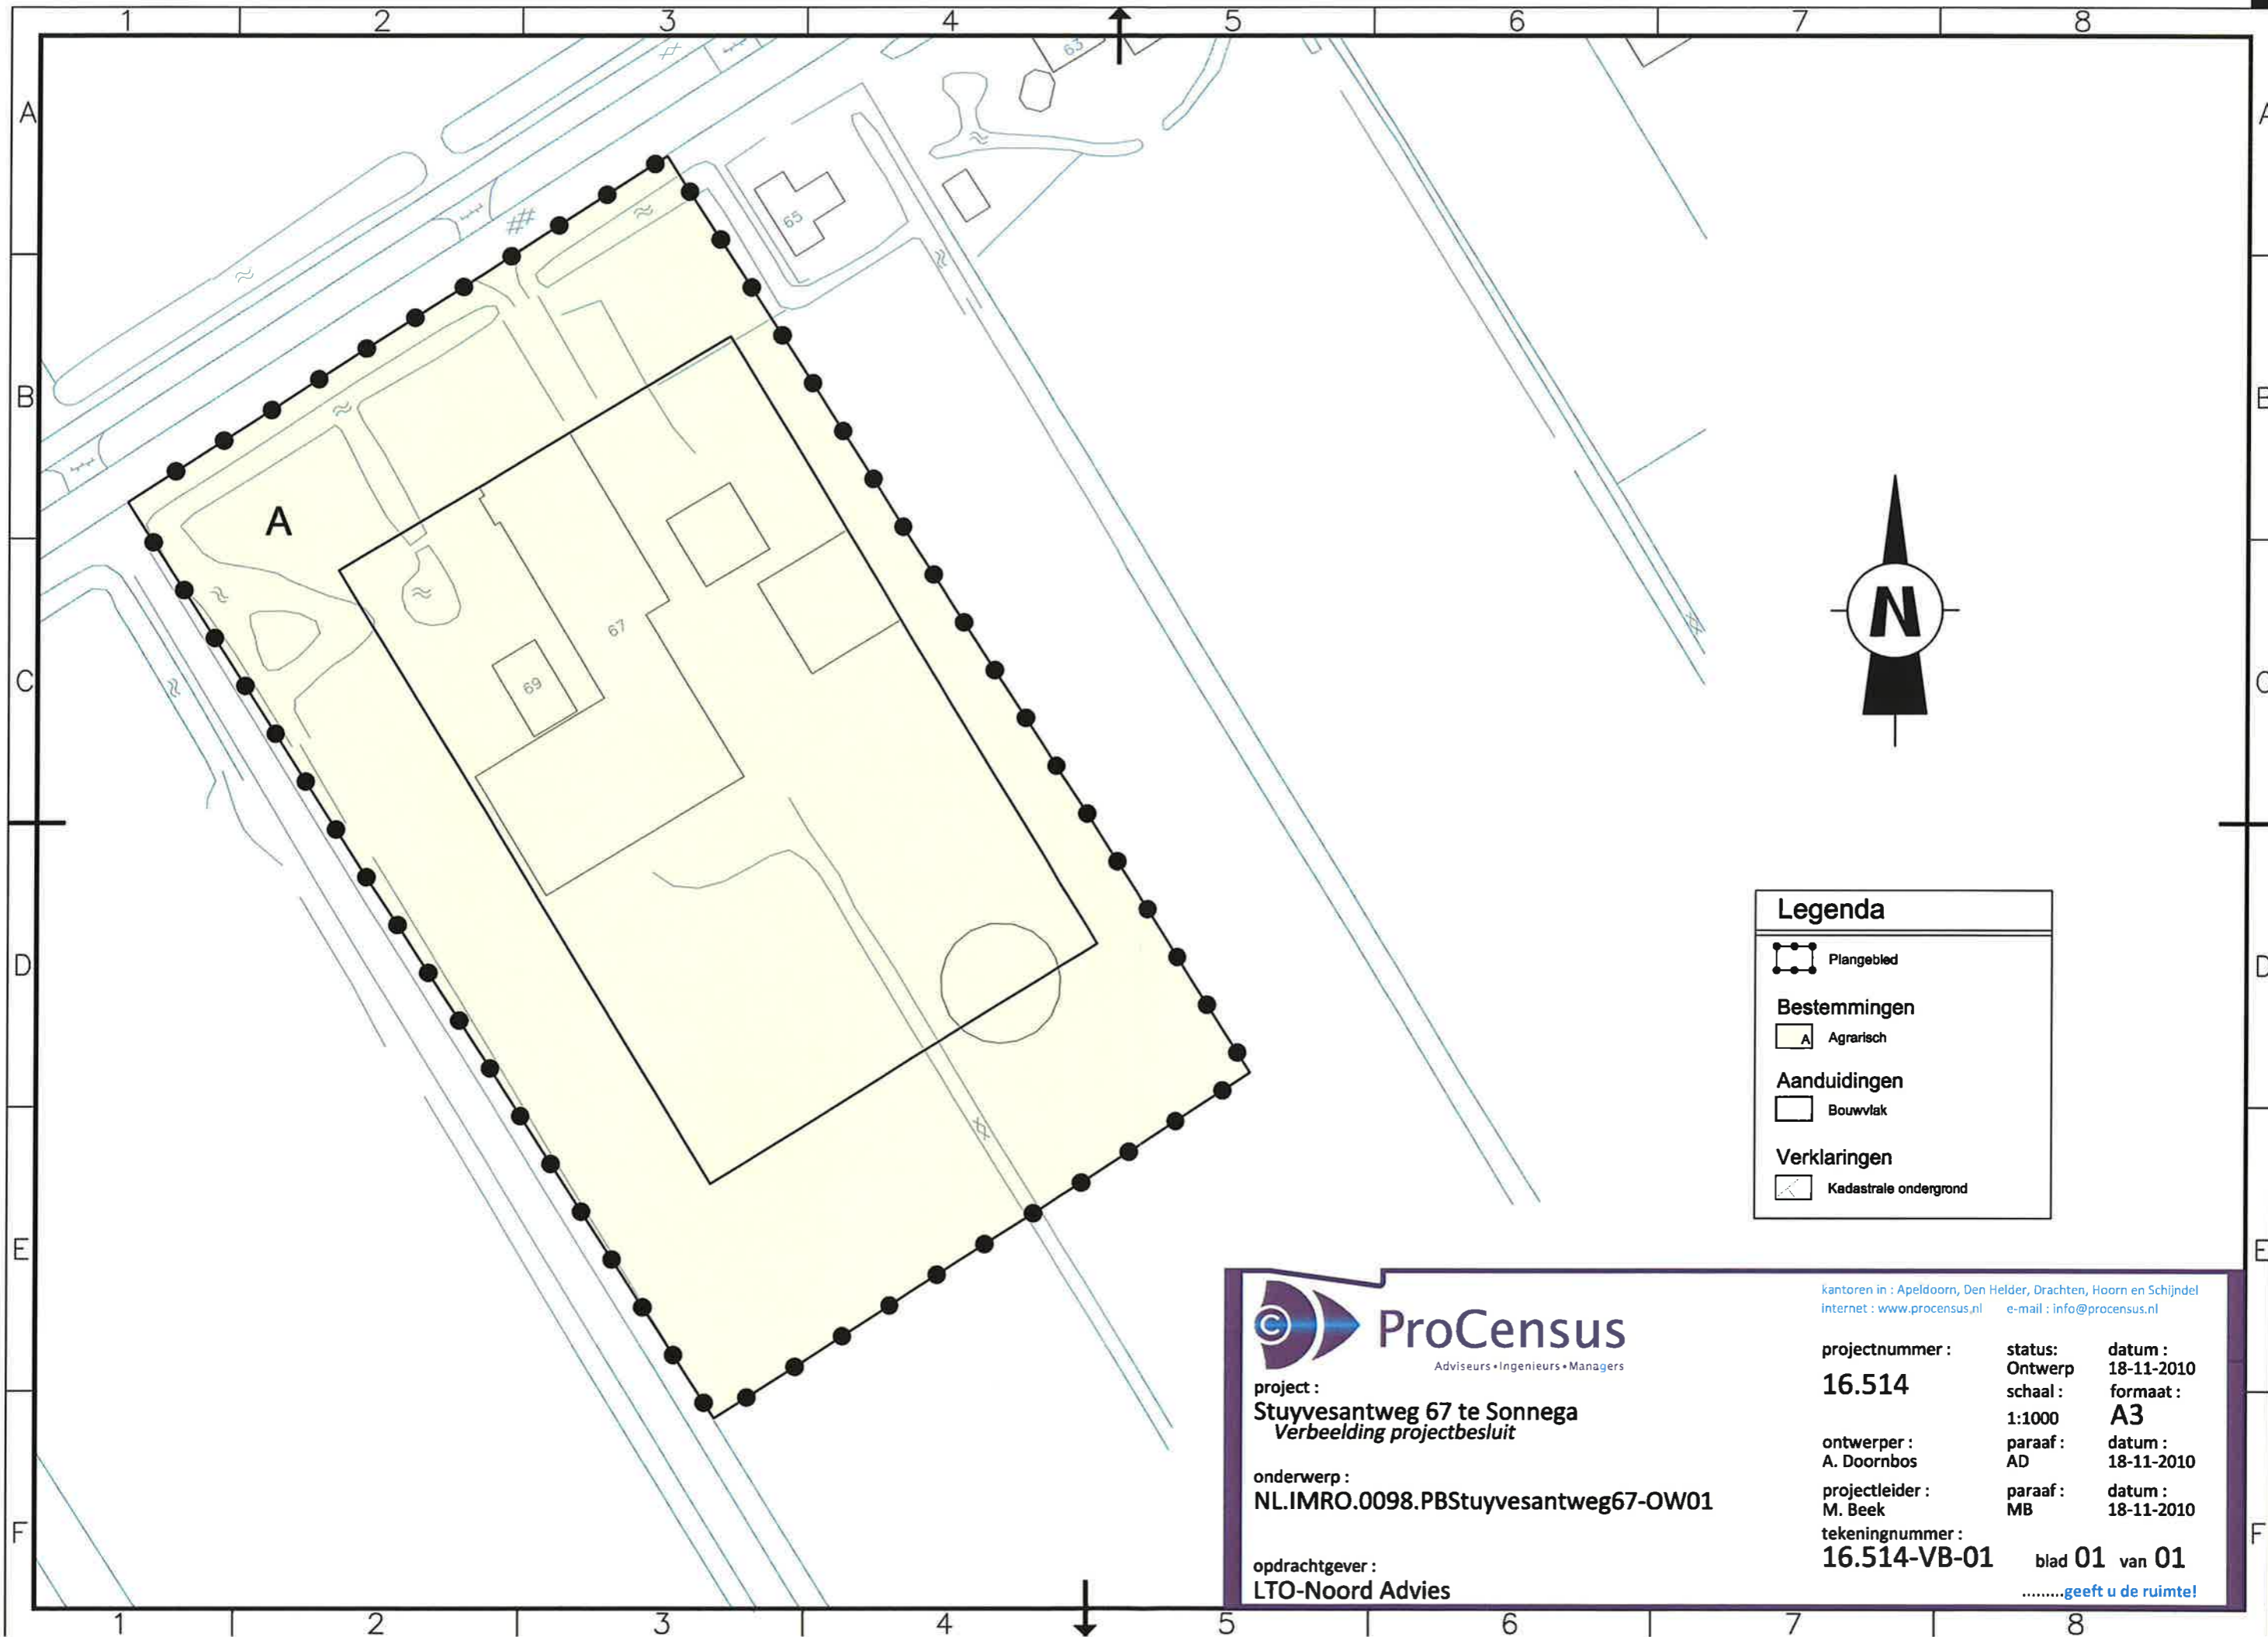 1 2 3 4 5 6 7 8
A
B
C
D
E
F
A
B
C
D
E
F
63
65
A
67
69
N
Legenda
Plangebied
Bestemmingen
A Agrarisch
Aanduidingen
Bouwvlak
Verklaringen
Kadastrale ondergrond
© ProCensus
Adviseurs • Ingenieurs • Managers
project :
Stuyvesantweg 67 te Sonnega
Verbeelding projectbesluit
onderwerp :
NL.IMRO.0098.PBStuyvesantweg67-OW01
opdrachtgever :
LTO-Noord Advies
kantoren in : Apeldoorn, Den Helder, Drachten, Hoorn en Schijndel
internet : www.procensus.nl e-mail : info@procensus.nl
projectnummer : status: datum :
Ontwerp 18-11-2010
16.514
schaal : formaat :
1:1000 A3
ontwerper : paraaf : datum :
A. Doornbos AD 18-11-2010
projectleider : paraaf : datum :
M. Beek MB 18-11-2010
tekeningnummer :
16.514-VB-01 blad 01 van 01
.........geeft u de ruimte!
1 2 3 4 5 6 7 8